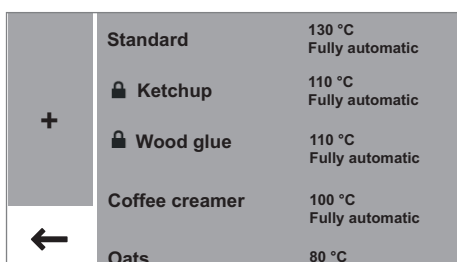 Standard
130 °C
Fully automatic
Ketchup
110 °C
Fully automatic
+
Wood glue
110 °C
Fully automatic
Coffee creamer
100 °C
Fully automatic
Oats
80 °C